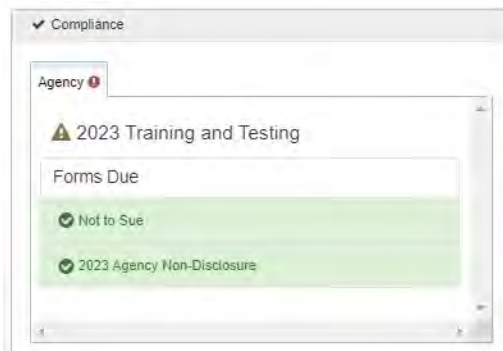 Compliance
Agency
2023 Training and Testing
Forms Due
Not to Sue
2023 Agency Non-Disclosure